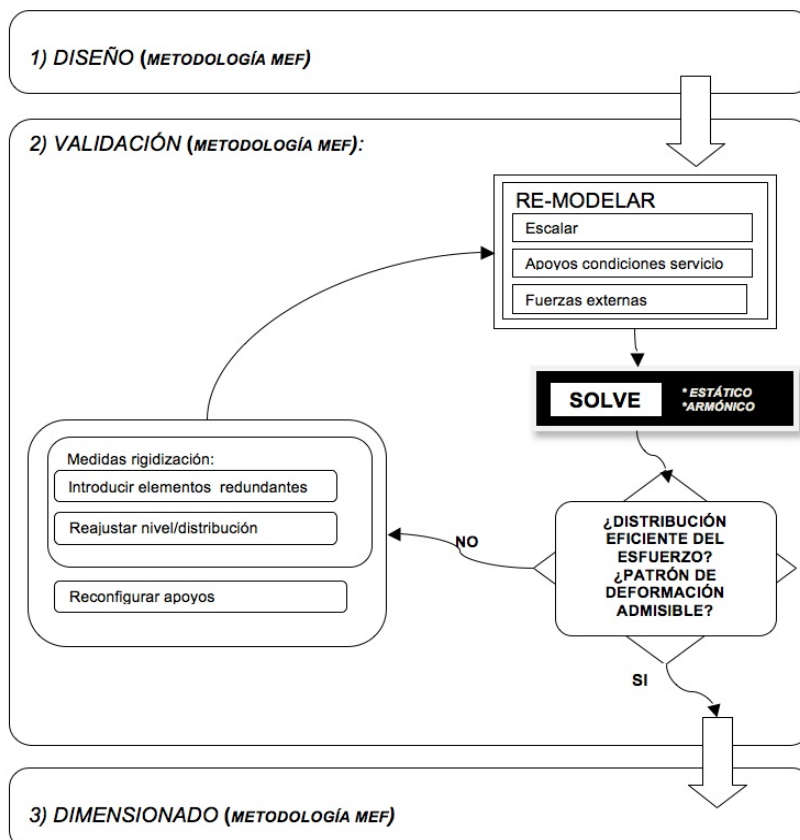 1) DISEÑO (METODOLOGÍA MEF)
2) VALIDACIÓN (METODOLOGÍA MEF):
RE-MODELAR
Escalar
Apoyos condiciones servicio
Fuerzas externas
SOLVE
* ESTÁTICO
*ARMÓNICO
Medidas rigidización:
Introducir elementos redundantes
Reajustar nivel/distribución
Reconfigurar apoyos
NO
¿DISTRIBUCIÓN
EFICIENTE DEL
ESFUERZO?
¿PATRÓN DE
DEFORMACIÓN
ADMISIBLE?
SI
3) DIMENSIONADO (METODOLOGÍA MEF)